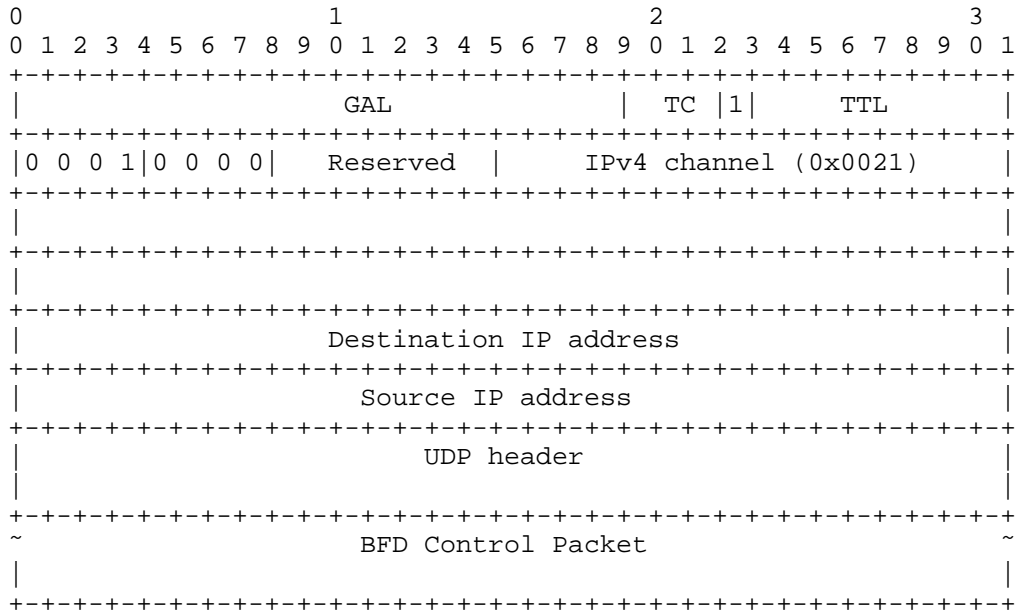 0                   1                   2                   3
0 1 2 3 4 5 6 7 8 9 0 1 2 3 4 5 6 7 8 9 0 1 2 3 4 5 6 7 8 9 0 1
+-+-+-+-+-+-+-+-+-+-+-+-+-+-+-+-+-+-+-+-+-+-+-+-+-+-+-+-+-+-+-+
|                    GAL                |  TC |1|     TTL       |
+-+-+-+-+-+-+-+-+-+-+-+-+-+-+-+-+-+-+-+-+-+-+-+-+-+-+-+-+-+-+-+
|0 0 0 1|0 0 0 0|   Reserved    |     IPv4 channel (0x0021)     |
+-+-+-+-+-+-+-+-+-+-+-+-+-+-+-+-+-+-+-+-+-+-+-+-+-+-+-+-+-+-+-+
|                                                             |
+-+-+-+-+-+-+-+-+-+-+-+-+-+-+-+-+-+-+-+-+-+-+-+-+-+-+-+-+-+-+-+
|                                                             |
+-+-+-+-+-+-+-+-+-+-+-+-+-+-+-+-+-+-+-+-+-+-+-+-+-+-+-+-+-+-+-+
|                   Destination IP address                    |
+-+-+-+-+-+-+-+-+-+-+-+-+-+-+-+-+-+-+-+-+-+-+-+-+-+-+-+-+-+-+-+
|                     Source IP address                       |
+-+-+-+-+-+-+-+-+-+-+-+-+-+-+-+-+-+-+-+-+-+-+-+-+-+-+-+-+-+-+-+
|                         UDP header                          |
|                                                             |
+-+-+-+-+-+-+-+-+-+-+-+-+-+-+-+-+-+-+-+-+-+-+-+-+-+-+-+-+-+-+-+
~                     BFD Control Packet                      ~
|                                                             |
+-+-+-+-+-+-+-+-+-+-+-+-+-+-+-+-+-+-+-+-+-+-+-+-+-+-+-+-+-+-+-+